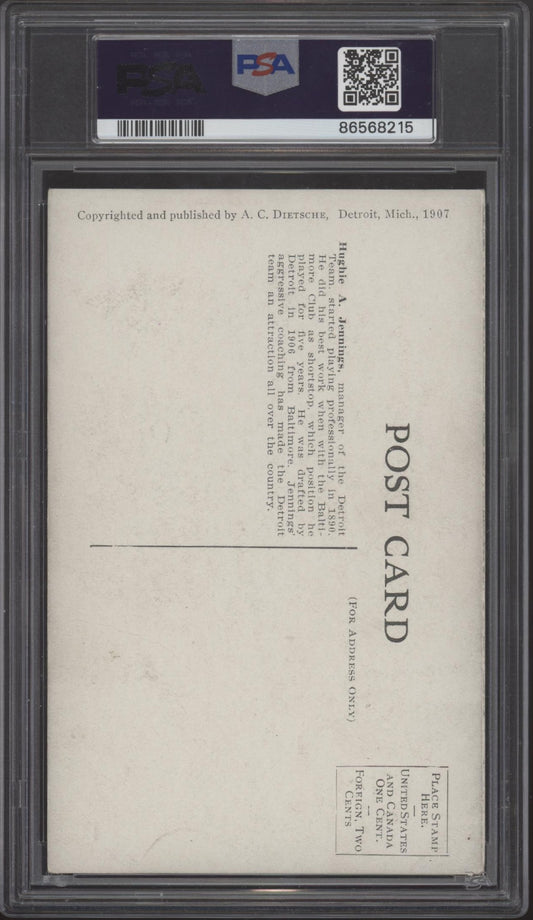 PSA
PSA
86568215
Copyrighted and published by A. C. DIETSCHE, Detroit, Mich., 1907
POST CARD
Hughie A. Jennings, manager of the Detroit
Team, started playing professionally in 1890.
He did his best work when with the Balti-
more Club as shortstop, which position he
played for five years. He was drafted by
Detroit in 1906 from Baltimore. Jennings'
aggressive coaching has made the Detroit
team an attraction all over the country.
(FOR ADDRESS ONLY)
PLACE STAMP
HERE.
UNITED STATES
AND CANADA
ONE CENT.
FOREIGN, TWO
CENTS